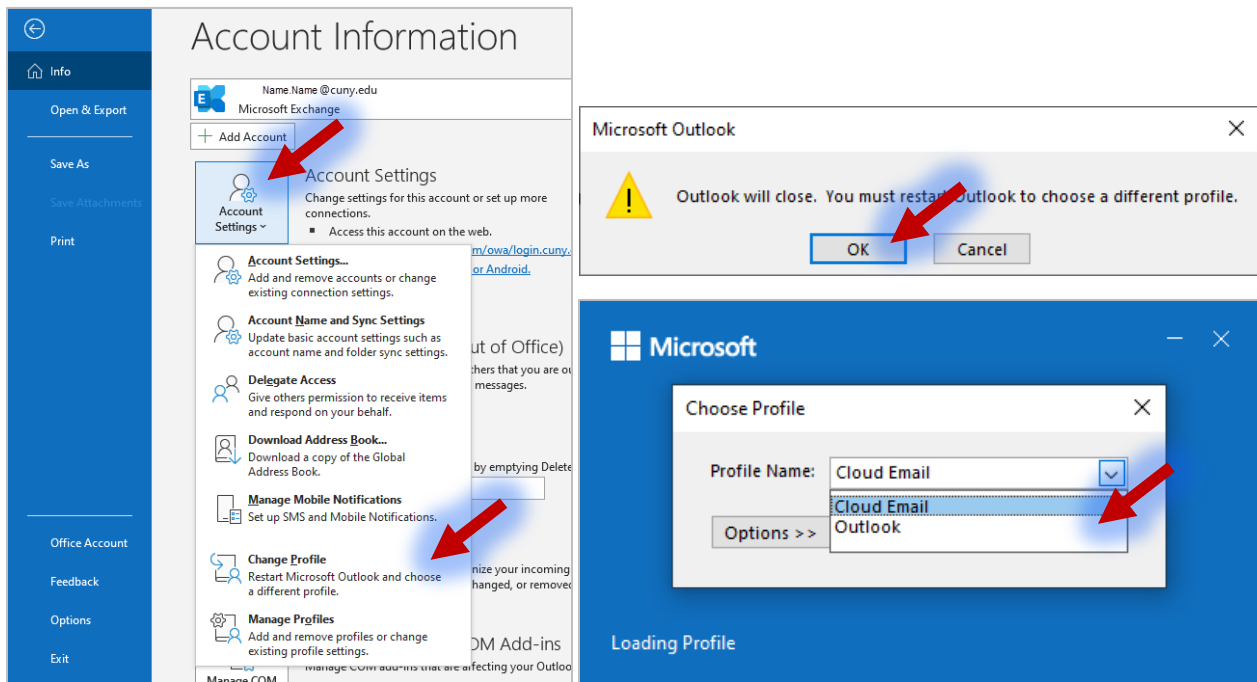 Account Information
Info
Open & Export
Save As
Save Attachments
Print
Office Account
Feedback
Options
Exit
Name.Name @cuny.edu
Microsoft Exchange
Add Account
Account
Settings
Account Settings
Change settings for this account or set up more
connections.
Access this account on the web.
m/owa/login.cuny.
or Android.
Account Settings...
Add and remove accounts or change
existing connection settings.
Account Name and Sync Settings
Update basic account settings such as
account name and folder sync settings.
Delegate Access
Give others permission to receive items
and respond on your behalf.
Download Address Book...
Download a copy of the Global
Address Book.
Manage Mobile Notifications
Set up SMS and Mobile Notifications.
Change Profile
Restart Microsoft Outlook and choose
a different profile.
Manage Profiles
Add and remove profiles or change
existing profile settings.
ut of Office)
thers that you are ou
messages.
by emptying Delete
nize your incoming
hanged, or removed
OM Add-ins
Manage COM add-ins that are affecting your Outloo
Manage COM
Microsoft Outlook
Outlook will close. You must restart Outlook to choose a different profile.
OK
Cancel
Microsoft
Choose Profile
Profile Name:
Cloud Email
Cloud Email
Outlook
Options >>
Loading Profile